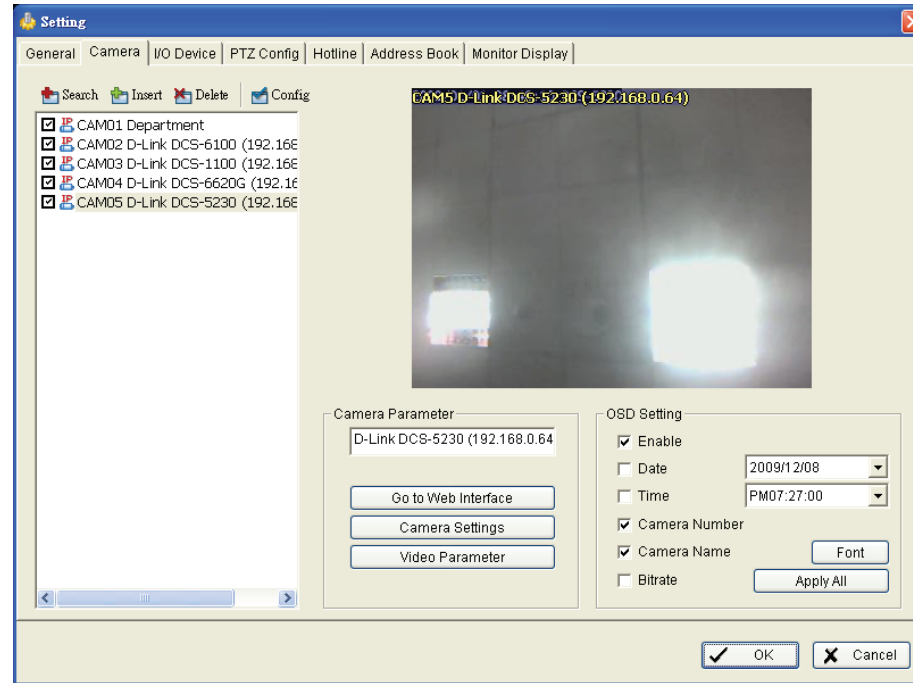 Setting
General Camera I/O Device PTZ Config Hotline Address Book Monitor Display
Search Insert Delete Config
CAM01 Department
CAM02 D-Link DCS-6100 (192.168
CAM03 D-Link DCS-1100 (192.168
CAM04 D-Link DCS-6620G (192.16
CAM05 D-Link DCS-5230 (192.168
CAM5 D-Link DCS-5230 (192.168.0.64)
Camera Parameter
D-Link DCS-5230 (192.168.0.64
Go to Web Interface
Camera Settings
Video Parameter
OSD Setting
Enable
Date 2009/12/08
Time PM07:27:00
Camera Number
Camera Name Font
Bitrate Apply All
OK Cancel